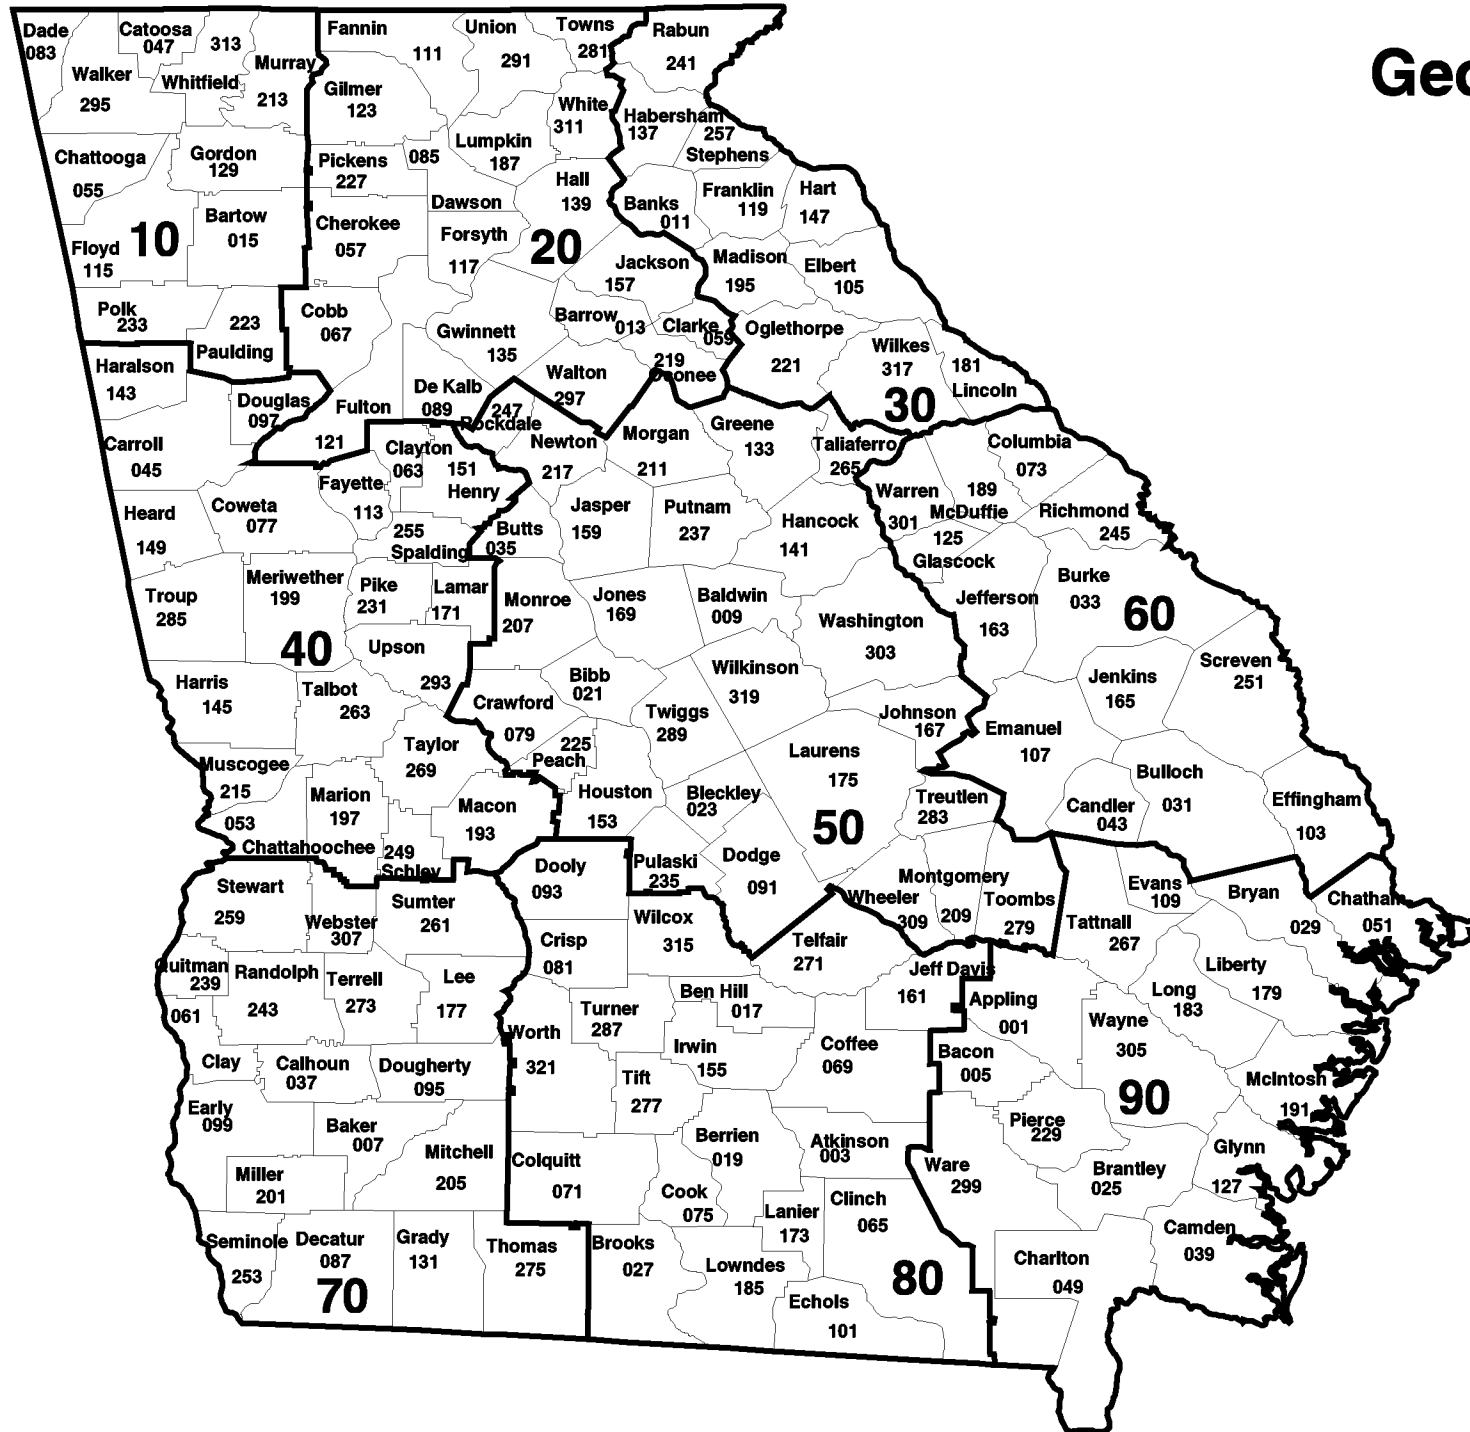 Geo
Dade
083
Catoosa
047
313
Walker
295
Whitfield
Murray
213
Fannin
111
Union
291
Towns
281
Rabun
241
Gilmer
123
White
311
Habersham
137
257
Stephens
Lumpkin
187
Chattooga
055
Gordon
129
Pickens
227
085
Dawson
Hall
139
Banks
011
Franklin
119
Hart
147
Bartow
015
10
Floyd
115
Cherokee
057
Forsyth
117
20
Jackson
157
Madison
195
Elbert
105
Polk
233
223
Paulding
Cobb
067
Gwinnett
135
Barrow
013
Clarke
059
Oglethorpe
221
Wilkes
317
181
Lincoln
30
Haralson
143
219
Oconee
Walton
297
De Kalb
089
247
Rockdale
Douglas
097
Fulton
121
Carroll
045
Clayton
063
151
Henry
Newton
217
Morgan
211
Greene
133
Taliaferro
265
Columbia
073
Warren
301
189
McDuffie
Richmond
245
Fayette
113
Coweta
077
Heard
149
255
Spalding
Butts
035
Jasper
159
Putnam
237
Hancock
141
125
Glascock
Burke
033
60
Jefferson
163
Troup
285
Meriwether
199
Pike
231
Lamar
171
Monroe
207
Jones
169
Baldwin
009
Washington
303
40
Upson
293
Harris
145
Talbot
263
Crawford
079
Bibb
021
Wilkinson
319
Twiggs
289
Johnson
167
Jenkins
165
Screven
251
Emanuel
107
Taylor
269
225
Peach
Laurens
175
50
Muscogee
215
053
Chattahoochee
Marion
197
Macon
193
249
Schley
Houston
153
Bleckley
023
Treutlen
283
Candler
043
Bulloch
031
Effingham
103
Dooly
093
Pulaski
235
Dodge
091
Wheeler
309
Montgomery
209
Toombs
279
Stewart
259
Webster
307
Sumter
261
Wilcox
315
Telfair
271
Tattnall
267
Evans
109
Bryan
029
Chatham
051
Quitman
239
Randolph
243
Terrell
273
Lee
177
Crisp
081
Jeff Davis
161
Appling
001
Liberty
179
Long
183
061
Clay
Turner
287
Ben Hill
017
Wayne
305
Worth
321
Irwin
155
Coffee
069
Bacon
005
Calhoun
037
Dougherty
095
Tift
277
90
McIntosh
191
Early
099
Baker
007
Mitchell
205
Berrien
019
Atkinson
003
Pierce
229
Glynn
127
Miller
201
Colquitt
071
Cook
075
Lanier
173
Clinch
065
Ware
299
Brantley
025
Seminole
253
Decatur
087
70
Grady
131
Thomas
275
Brooks
027
Lowndes
185
Echols
101
80
Charlton
049
Camden
039